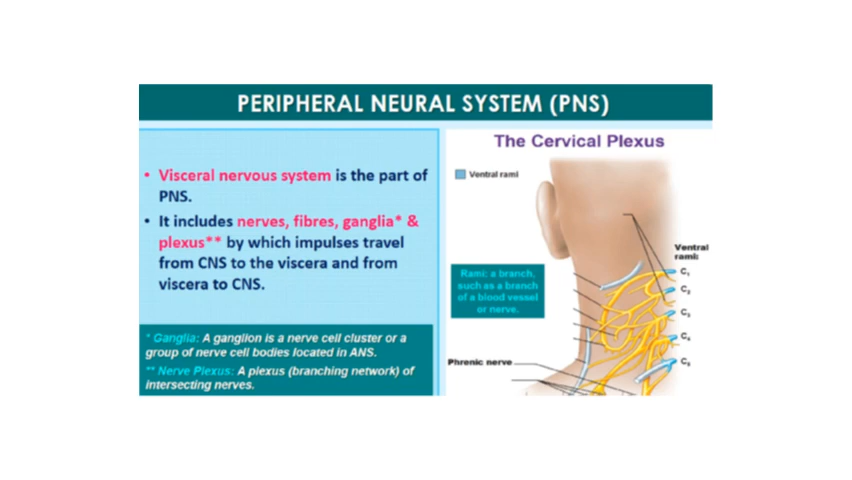 PERIPHERAL NEURAL SYSTEM (PNS)
• Visceral nervous system is the part of
PNS.
• It includes nerves, fibres, ganglia* &
plexus** by which impulses travel
from CNS to the viscera and from
viscera to CNS.
* Ganglia: A ganglion is a nerve cell cluster or a
group of nerve cell bodies located in ANS.
** Nerve Plexus: A plexus (branching network) of
intersecting nerves.
The Cervical Plexus
Ventral rami
Ventral
rami:
Rami: a branch,
such as a branch
of a blood vessel
or nerve.
C1
C2
C3
C4
C5
Phrenic nerve